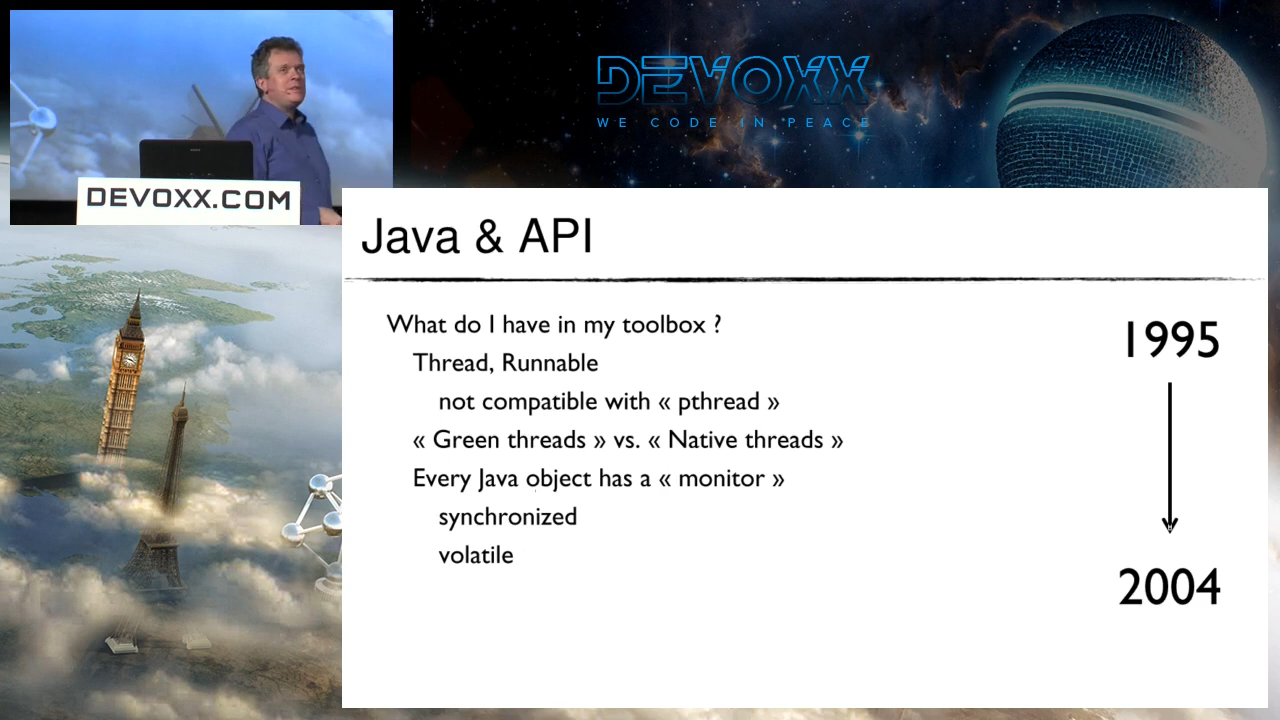 DEVOXX
WE CODE IN PEACE
DEVOXX.COM
Java & API
What do I have in my toolbox ?
Thread, Runnable
not compatible with « pthread »
« Green threads » vs. « Native threads »
Every Java object has a « monitor »
synchronized
volatile
1995
2004